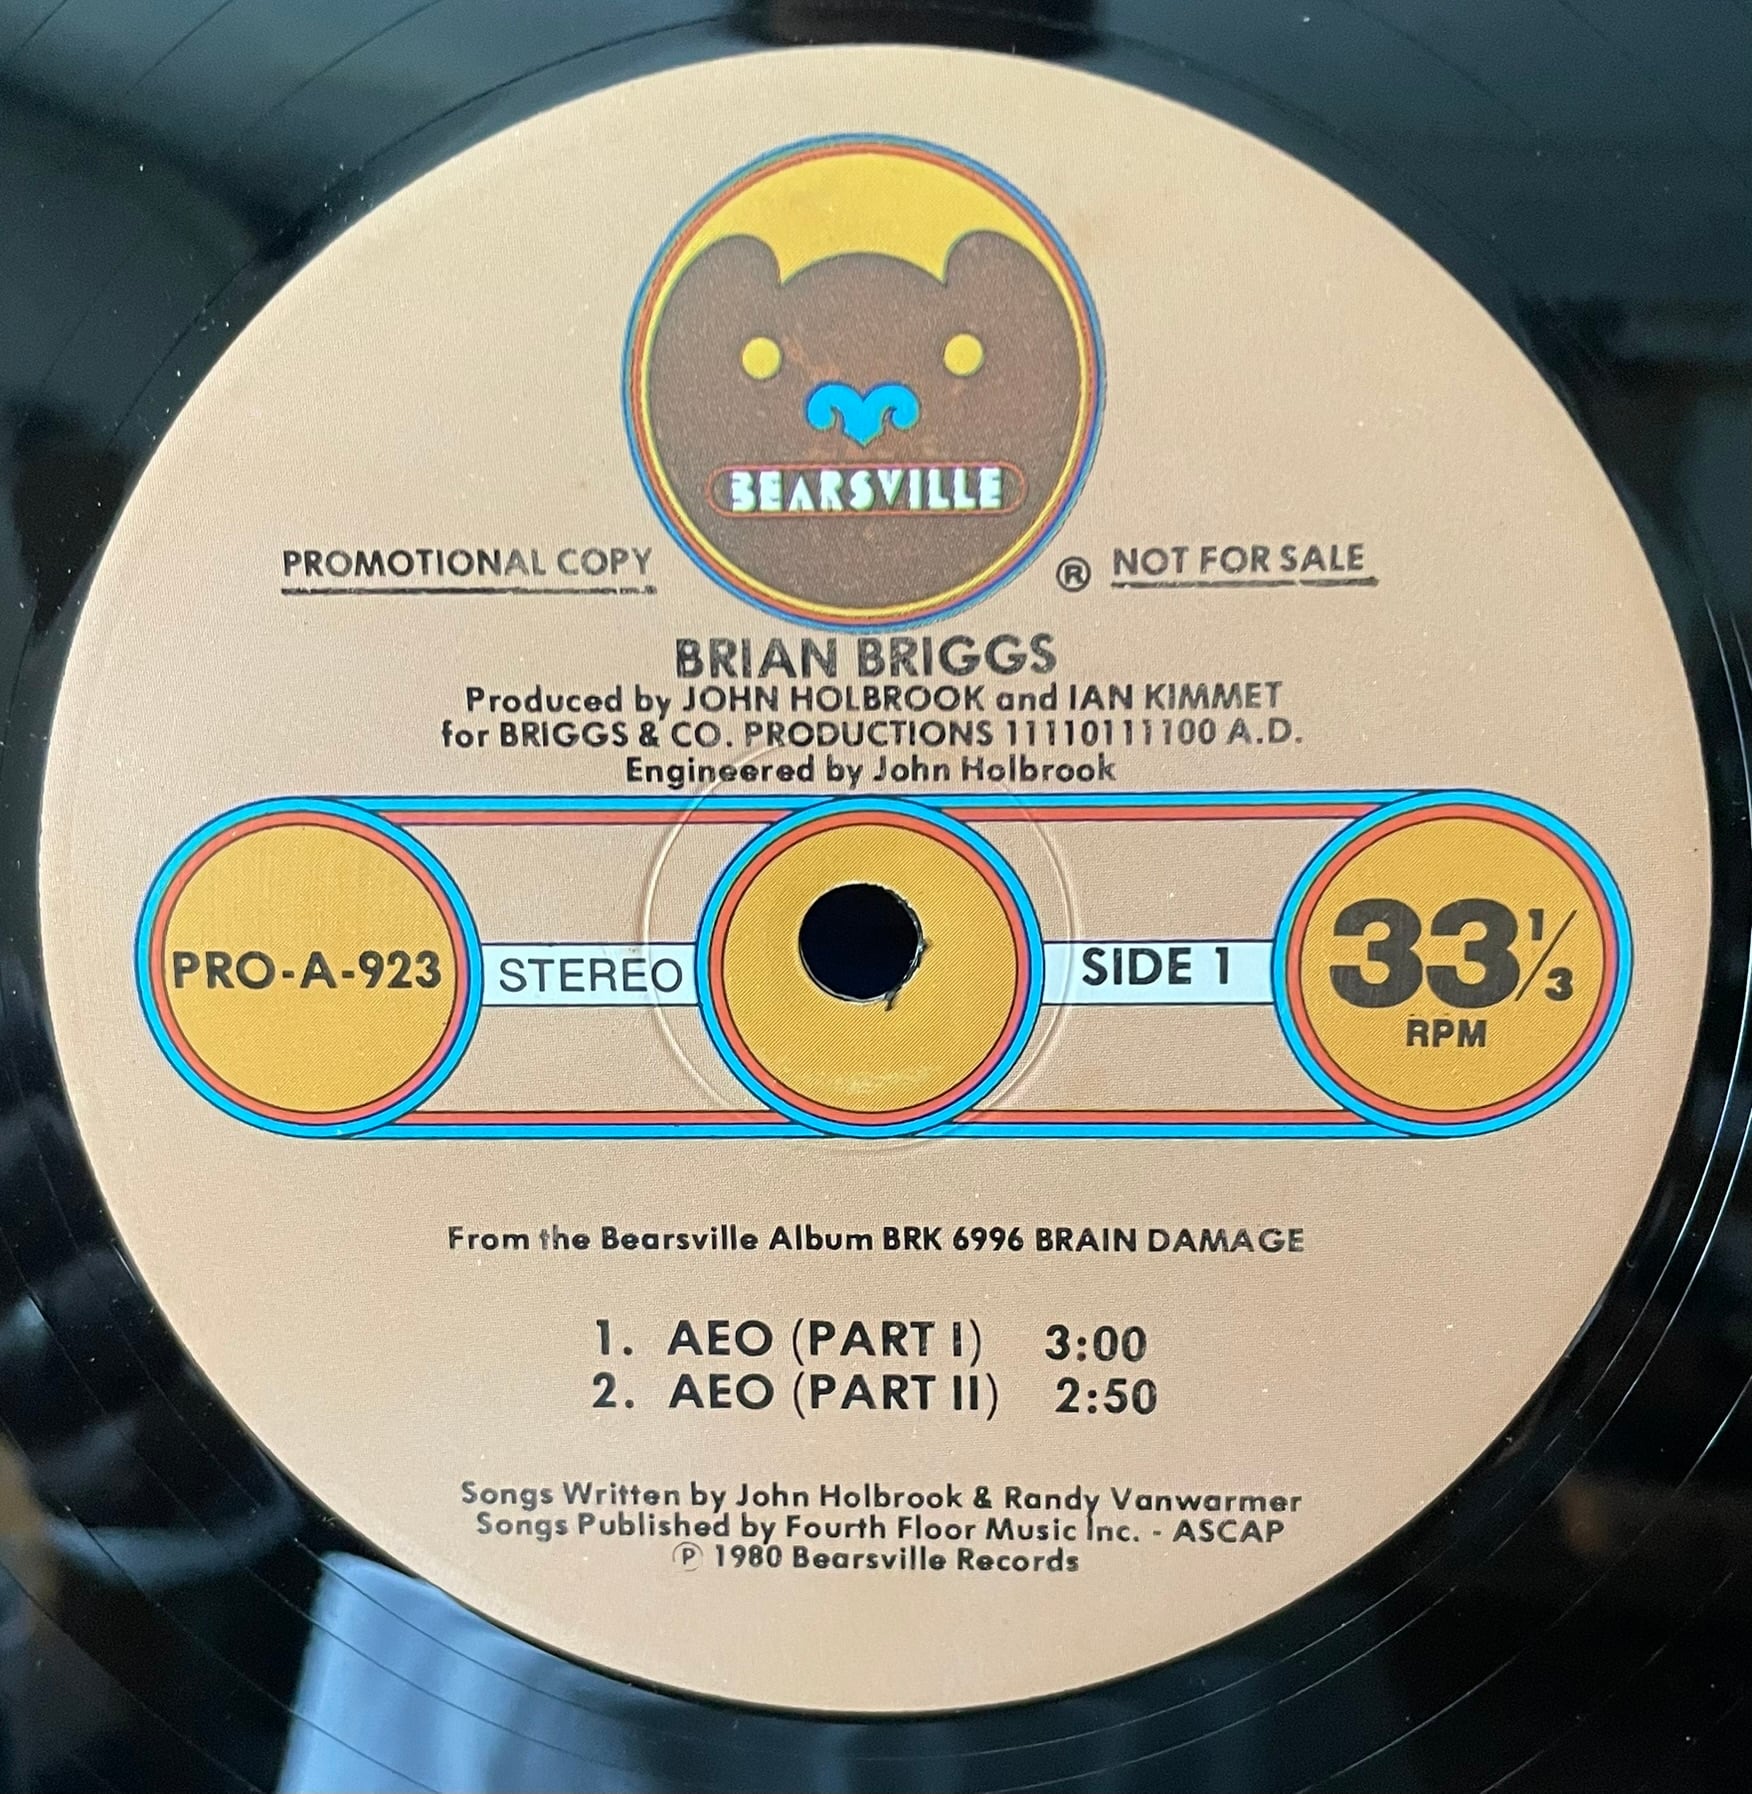 BEARSVILLE
PROMOTIONAL COPY
® NOT FOR SALE
BRIAN BRIGGS
Produced by JOHN HOLBROOK and IAN KIMMET
for BRIGGS & CO. PRODUCTIONS 11110111100 A.D.
Engineered by John Holbrook
PRO-A-923
STEREO
SIDE 1
33 1/3
RPM
From the Bearsville Album BRK 6996 BRAIN DAMAGE
1. AEO (PART I) 3:00
2. AEO (PART II) 2:50
Songs Written by John Holbrook & Randy Vanwarmer
Songs Published by Fourth Floor Music Inc. - ASCAP
℗ 1980 Bearsville Records